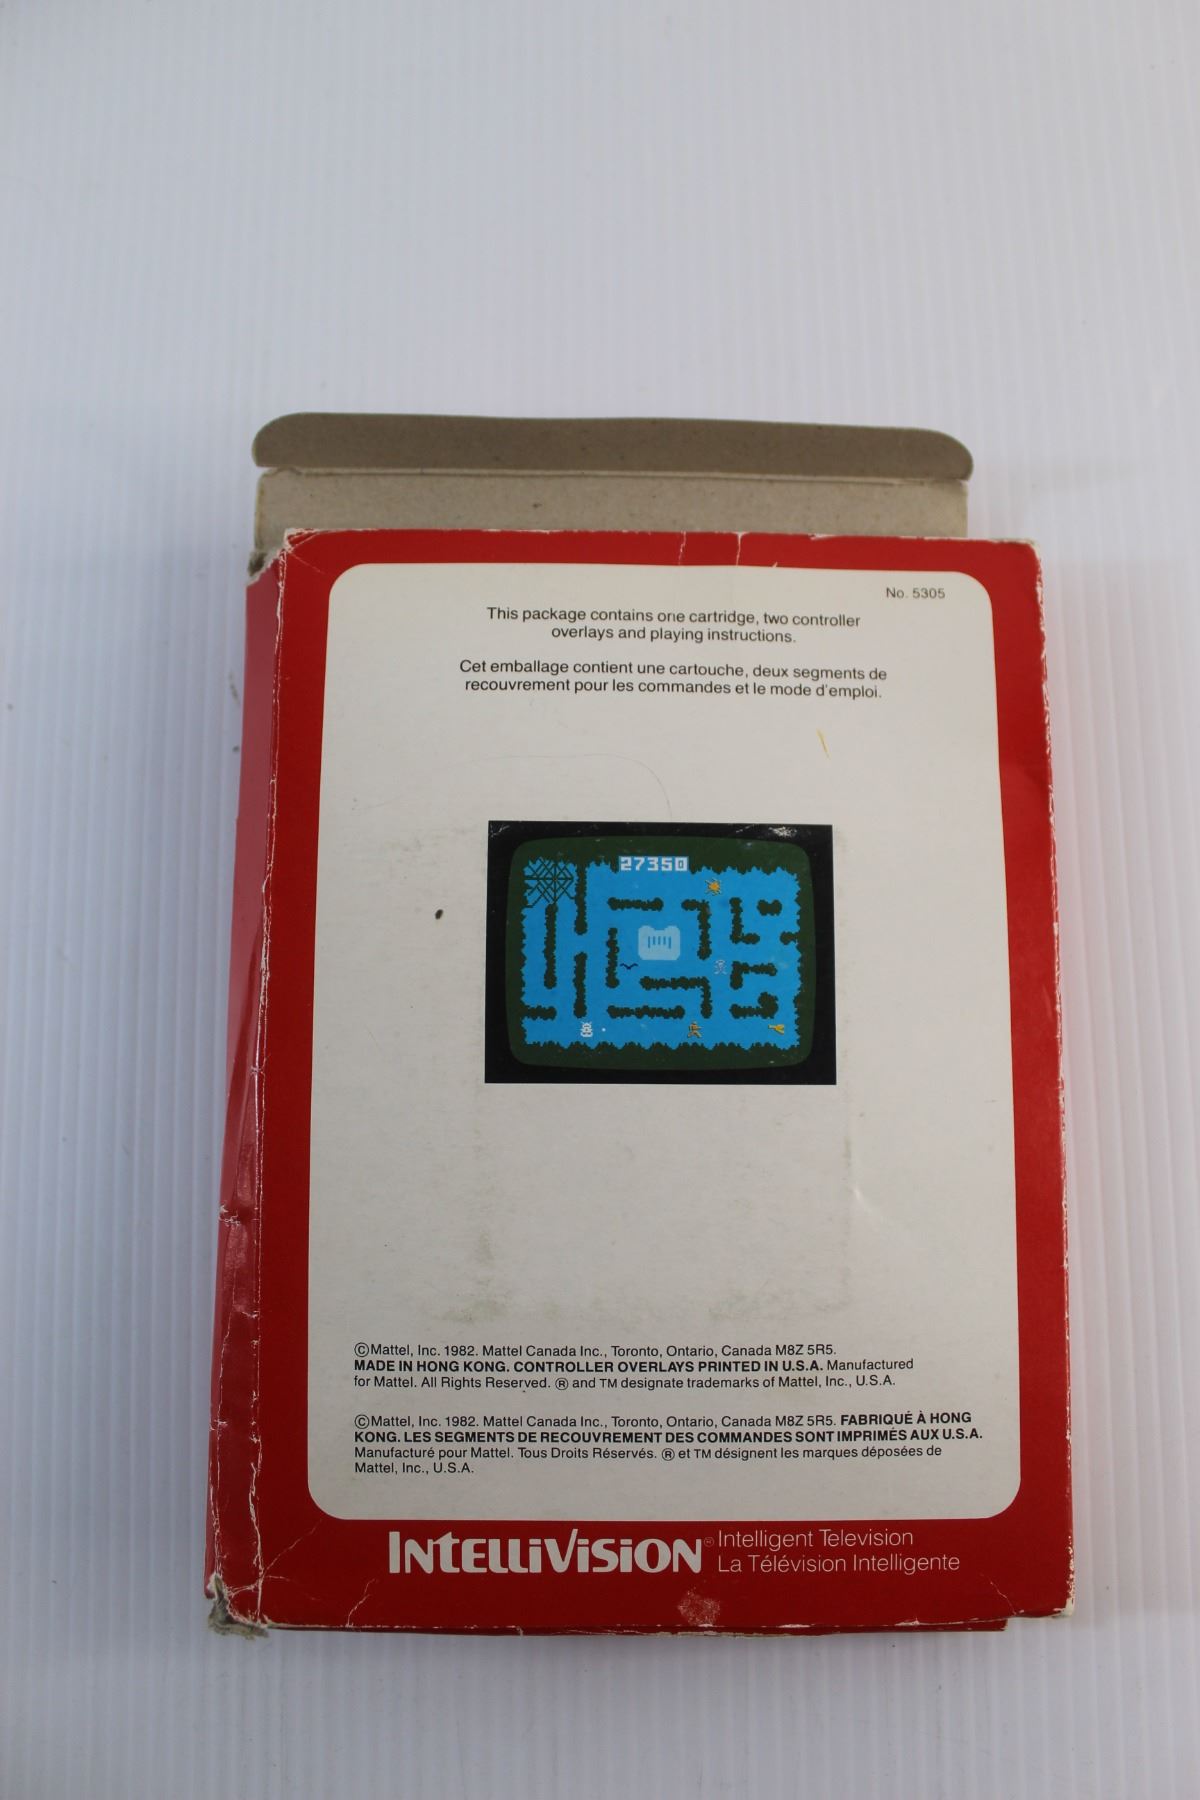 No. 5305
This package contains one cartridge, two controller
overlays and playing instructions.
Cet emballage contient une cartouche, deux segments de
recouvrement pour les commandes et le mode d'emploi.
27350
©Mattel, Inc. 1982. Mattel Canada Inc., Toronto, Ontario, Canada M8Z 5R5.
MADE IN HONG KONG. CONTROLLER OVERLAYS PRINTED IN U.S.A. Manufactured
for Mattel. All Rights Reserved. ® and TM designate trademarks of Mattel, Inc., U.S.A.
©Mattel, Inc. 1982. Mattel Canada Inc., Toronto, Ontario, Canada M8Z 5R5. FABRIQUÉ À HONG
KONG. LES SEGMENTS DE RECOUVREMENT DES COMMANDES SONT IMPRIMÉS AUX U.S.A.
Manufacturé pour Mattel. Tous Droits Réservés. ® et TM désignent les marques déposées de
Mattel, Inc., U.S.A.
INTELLIVISION® Intelligent Television
La Télévision Intelligente